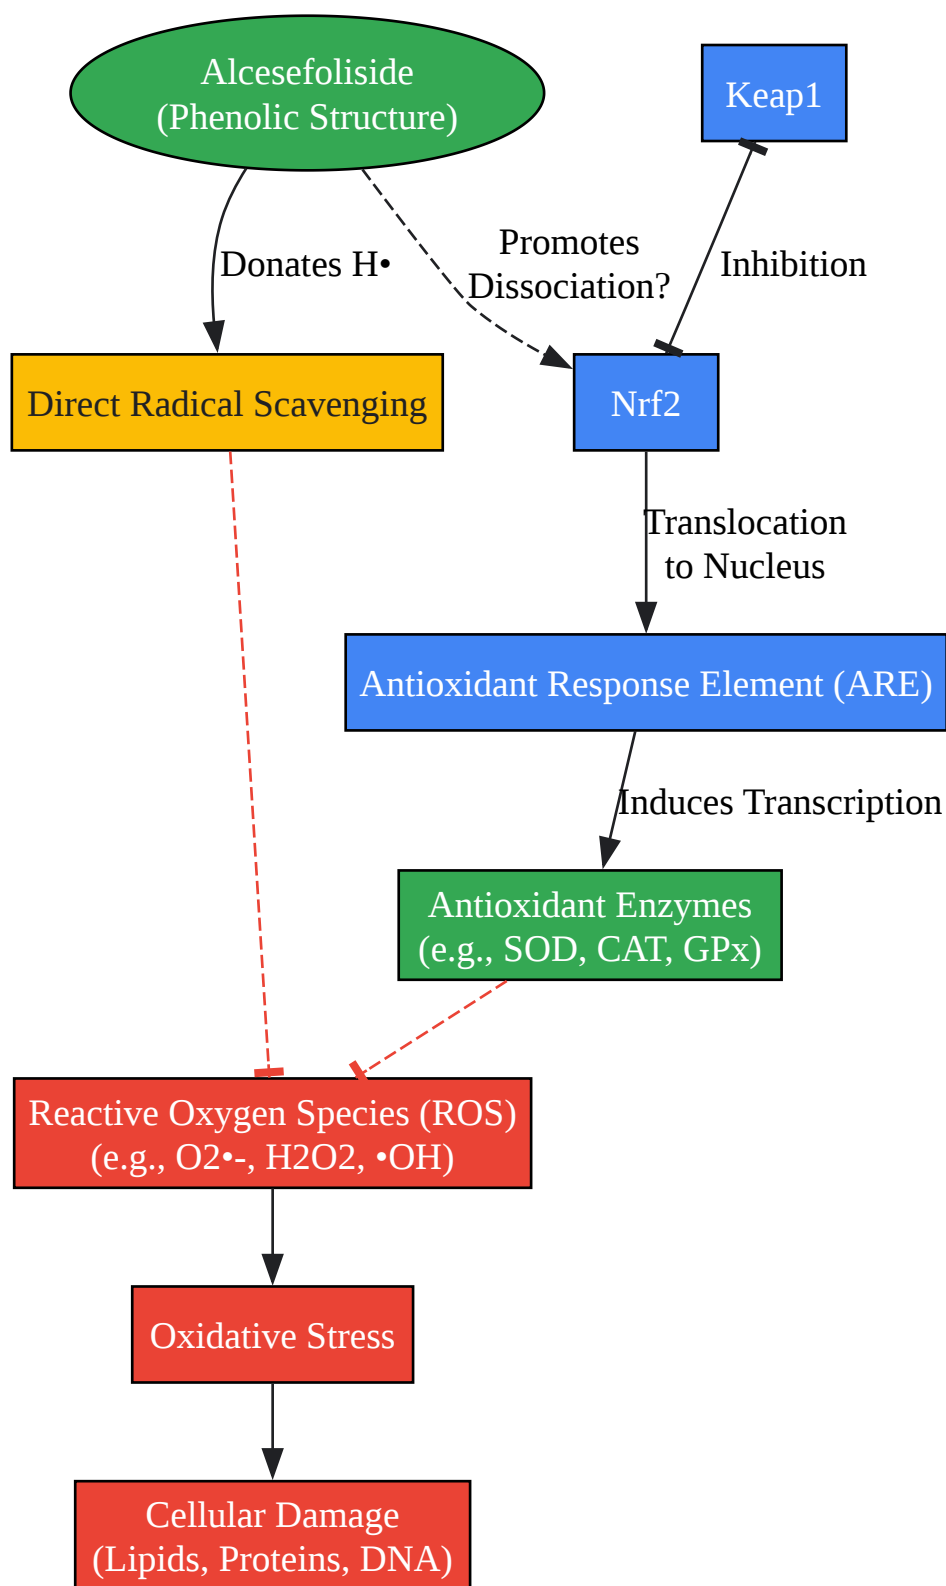 Alcesefoliside
(Phenolic Structure)
Keap1
Donates H•
Promotes
Dissociation?
Inhibition
Direct Radical Scavenging
Nrf2
Translocation
to Nucleus
Antioxidant Response Element (ARE)
Induces Transcription
Antioxidant Enzymes
(e.g., SOD, CAT, GPx)
Reactive Oxygen Species (ROS)
(e.g., O2•-, H2O2, •OH)
Oxidative Stress
Cellular Damage
(Lipids, Proteins, DNA)